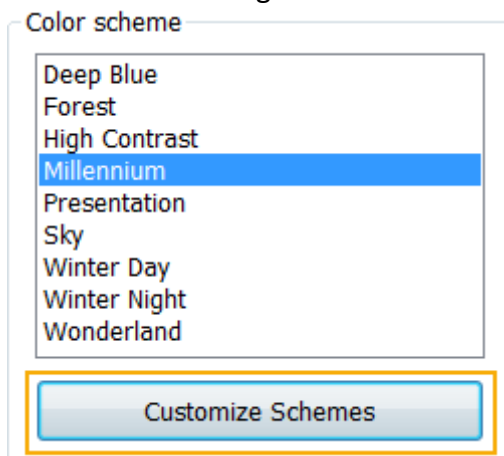 Color scheme
Deep Blue
Forest
High Contrast
Millennium
Presentation
Sky
Winter Day
Winter Night
Wonderland
Customize Schemes